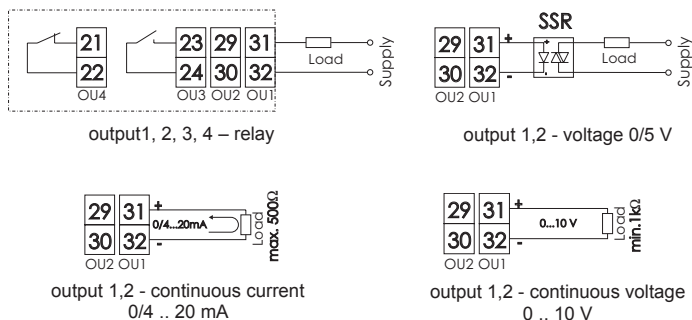 21 23 29 31
22 24 30 32
OU4 OU3 OU2 OU1
Load
Supply
output1, 2, 3, 4 – relay
SSR
29 31 +
30 32 -
OU2 OU1
Load
Supply
output 1,2 - voltage 0/5 V
29 31 +
0/4...20mA
30 32 -
OU2 OU1
Load
max. 500Ω
output 1,2 - continuous current
0/4 .. 20 mA
29 31 +
0...10 V
30 32 -
OU2 OU1
Load
min.1kΩ
output 1,2 - continuous voltage
0 .. 10 V